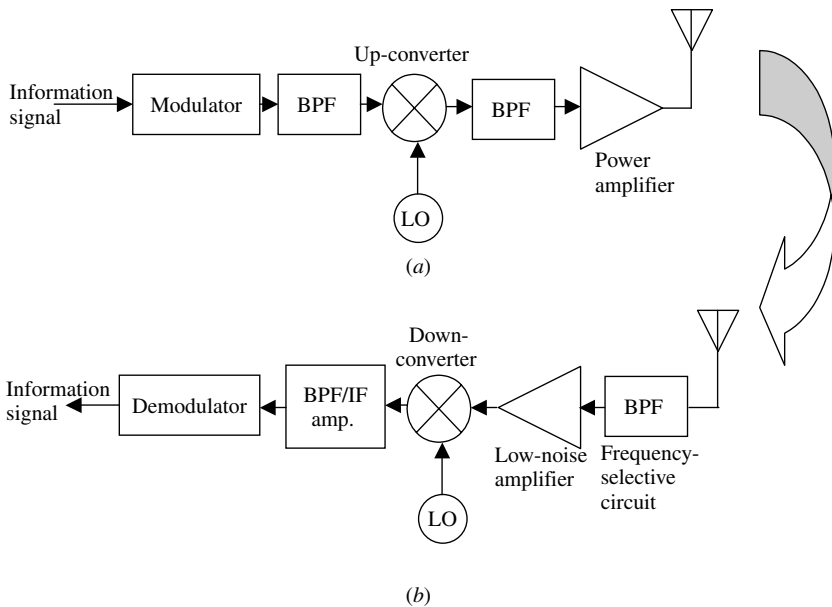 Up-converter
Information
signal
Modulator
BPF
BPF
Power
amplifier
LO
(a)
Down-
converter
Information
signal
Demodulator
BPF/IF
amp.
BPF
Low-noise
amplifier
Frequency-
selective
circuit
LO
(b)